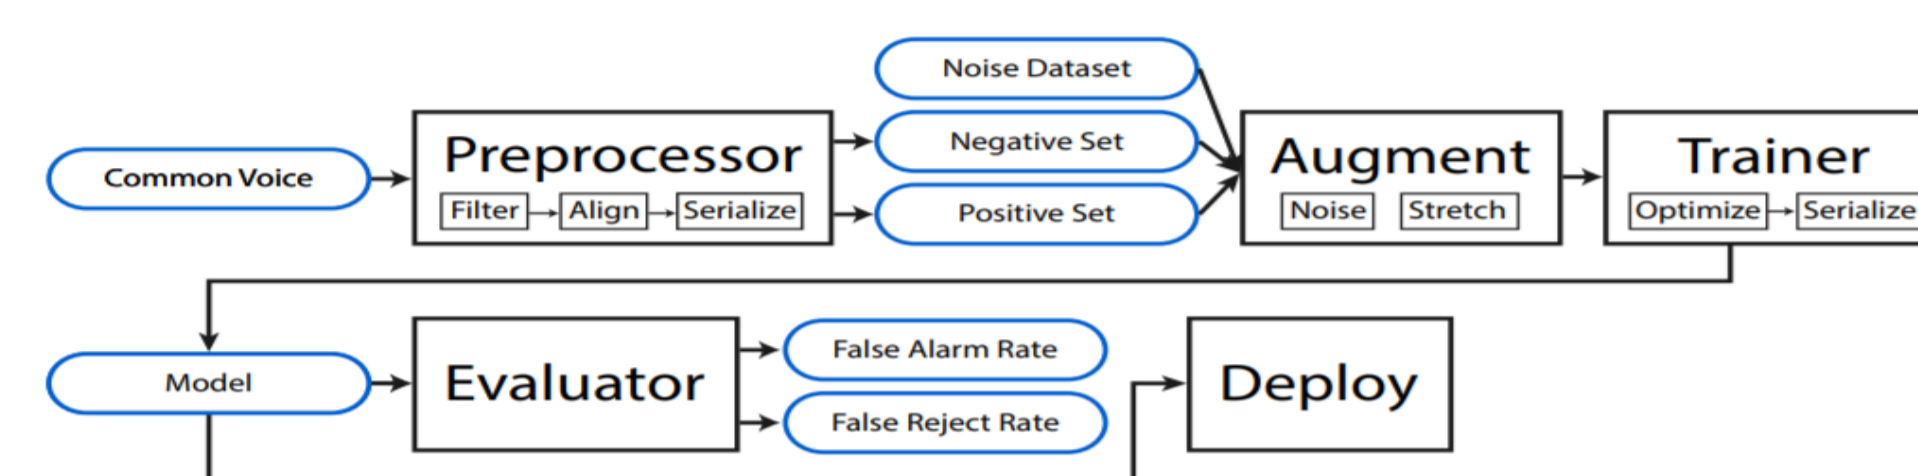 Noise Dataset
Common Voice
Preprocessor
Filter
Align
Serialize
Negative Set
Positive Set
Augment
Noise
Stretch
Trainer
Optimize
Serialize
Model
Evaluator
False Alarm Rate
False Reject Rate
Deploy